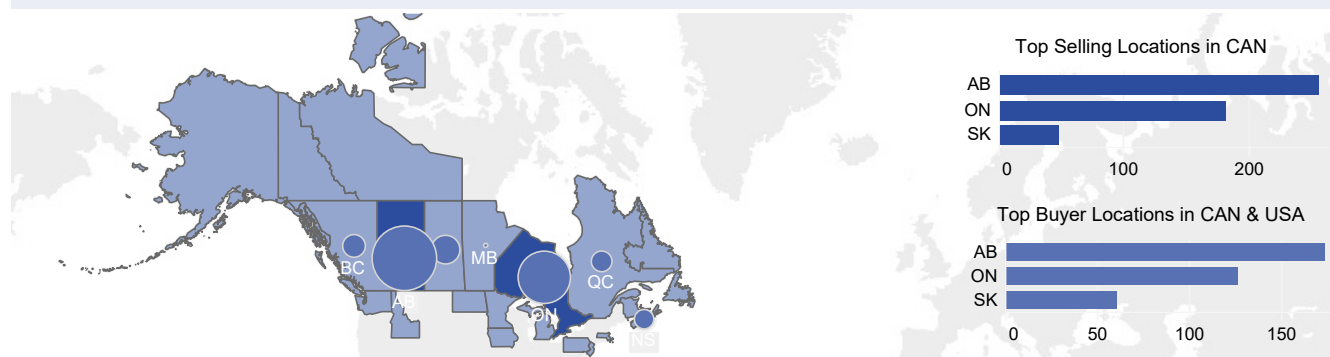 BC
AB
MB
ON
QC
NS
Top Selling Locations in CAN
AB
ON
SK
0 100 200
Top Buyer Locations in CAN & USA
AB
ON
SK
0 50 100 150